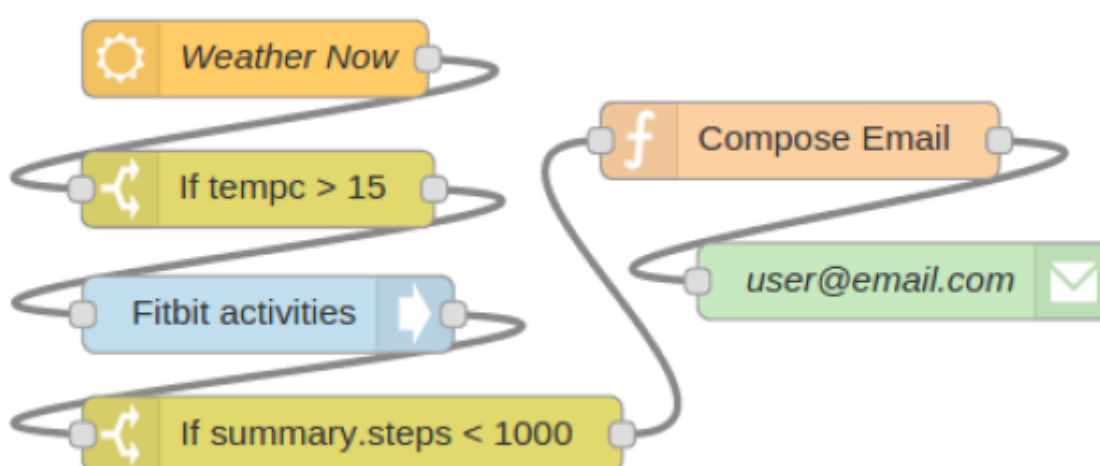 Weather Now
If tempc > 15
Fitbit activities
If summary.steps < 1000
Compose Email
user@email.com